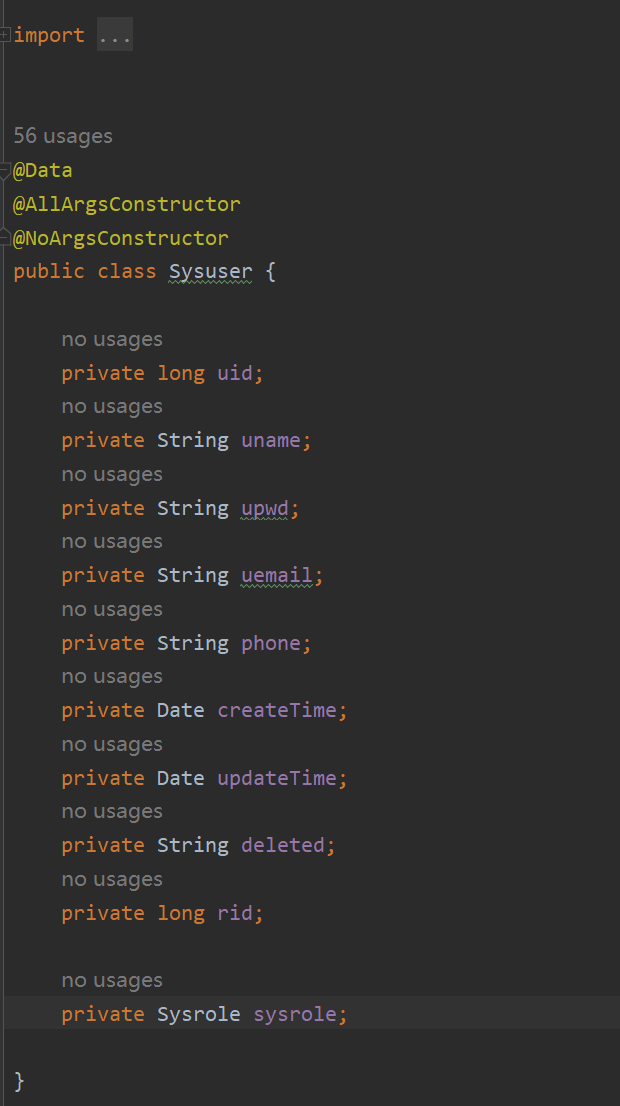 import ...
56 usages
@Data
@AllArgsConstructor
@NoArgsConstructor
public class Sysuser {
no usages
private long uid;
no usages
private String uname;
no usages
private String upwd;
no usages
private String uemail;
no usages
private String phone;
no usages
private Date createTime;
no usages
private Date updateTime;
no usages
private String deleted;
no usages
private long rid;
no usages
private Sysrole sysrole;
}